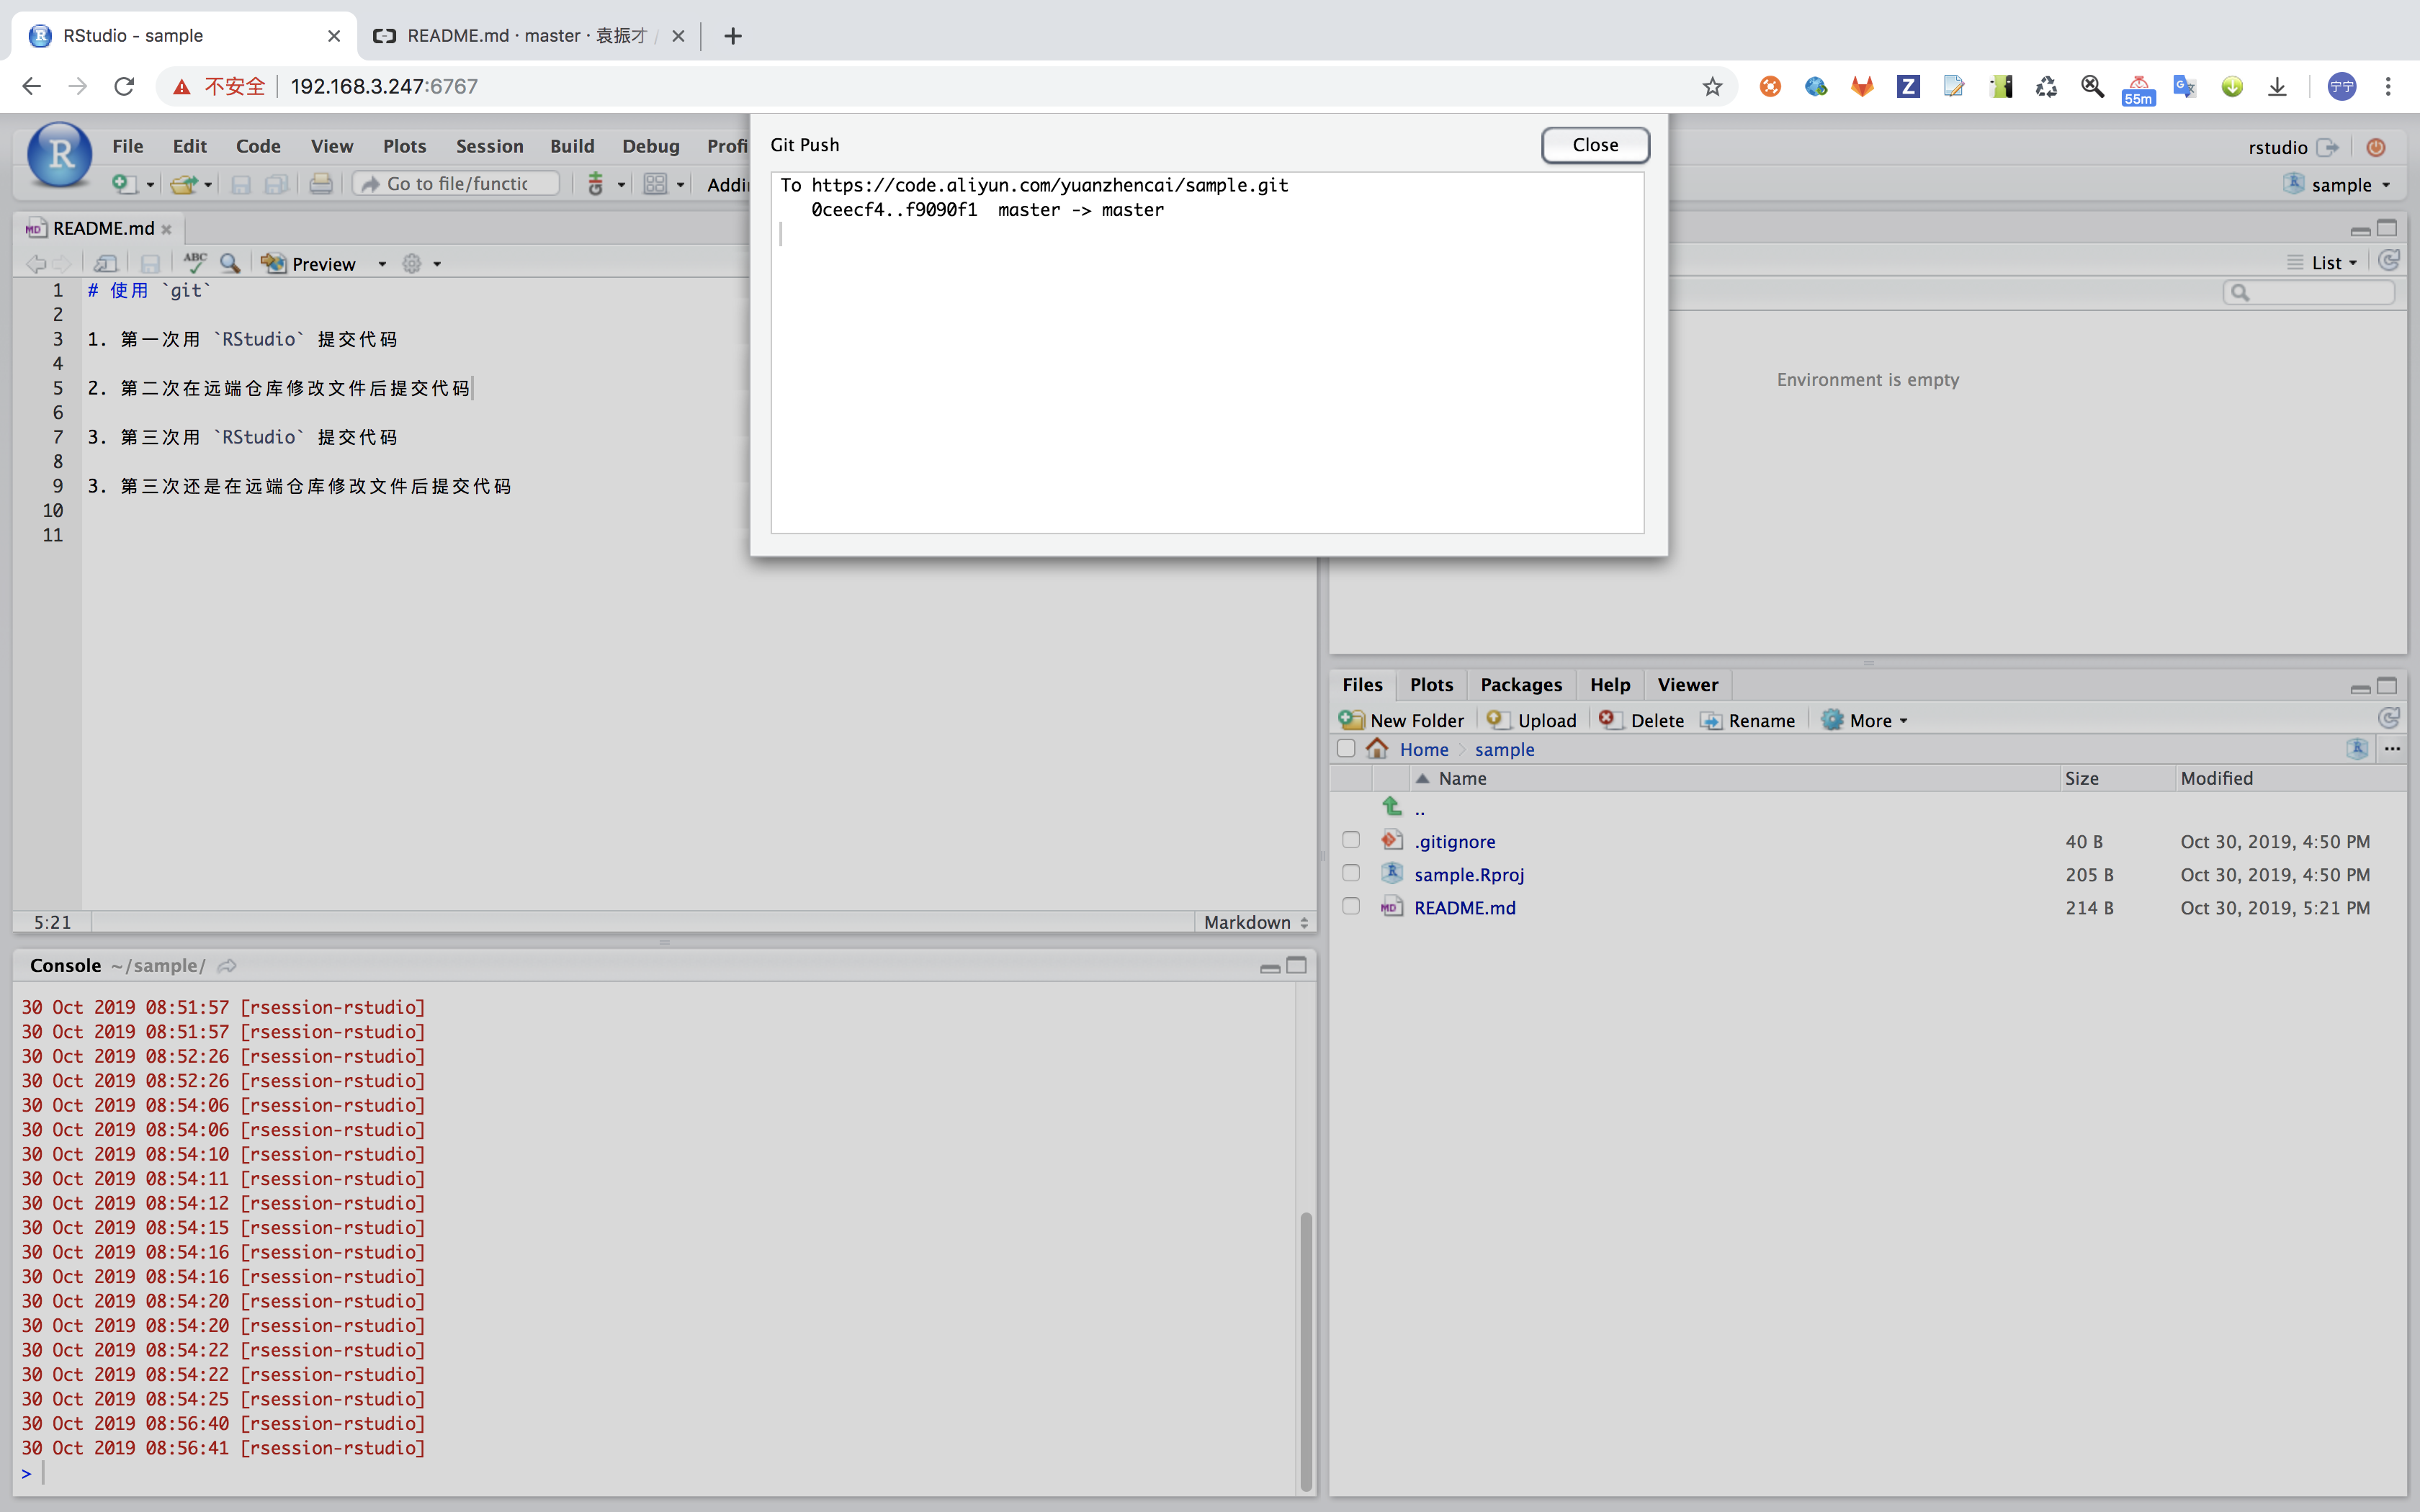 RStudio - sample
README.md · master · 袁振才 /
不安全 192.168.3.247:6767
55m
宁宁
File Edit Code View Plots Session Build Debug Profi
rstudio
Go to file/functic
Addi
sample
Git Push
Close
To https://code.aliyun.com/yuanzhencai/sample.git
0ceecf4..f9090f1 master -> master
README.md
ABC Preview
List
1 # 使用 `git`
2
3 1. 第一次用 `RStudio` 提交代码
4
5 2. 第二次在远端仓库修改文件后提交代码
6
7 3. 第三次用 `RStudio` 提交代码
8
9 3. 第三次还是在远端仓库修改文件后提交代码
10
11
5:21
Markdown
Environment is empty
Console ~/sample/
30 Oct 2019 08:51:57 [rsession-rstudio]
30 Oct 2019 08:51:57 [rsession-rstudio]
30 Oct 2019 08:52:26 [rsession-rstudio]
30 Oct 2019 08:52:26 [rsession-rstudio]
30 Oct 2019 08:54:06 [rsession-rstudio]
30 Oct 2019 08:54:06 [rsession-rstudio]
30 Oct 2019 08:54:10 [rsession-rstudio]
30 Oct 2019 08:54:11 [rsession-rstudio]
30 Oct 2019 08:54:12 [rsession-rstudio]
30 Oct 2019 08:54:15 [rsession-rstudio]
30 Oct 2019 08:54:16 [rsession-rstudio]
30 Oct 2019 08:54:16 [rsession-rstudio]
30 Oct 2019 08:54:20 [rsession-rstudio]
30 Oct 2019 08:54:20 [rsession-rstudio]
30 Oct 2019 08:54:22 [rsession-rstudio]
30 Oct 2019 08:54:22 [rsession-rstudio]
30 Oct 2019 08:54:25 [rsession-rstudio]
30 Oct 2019 08:56:40 [rsession-rstudio]
30 Oct 2019 08:56:41 [rsession-rstudio]
>
Files Plots Packages Help Viewer
New Folder Upload Delete Rename More
Home sample ...
Name Size Modified
..
.gitignore 40 B Oct 30, 2019, 4:50 PM
sample.Rproj 205 B Oct 30, 2019, 4:50 PM
README.md 214 B Oct 30, 2019, 5:21 PM